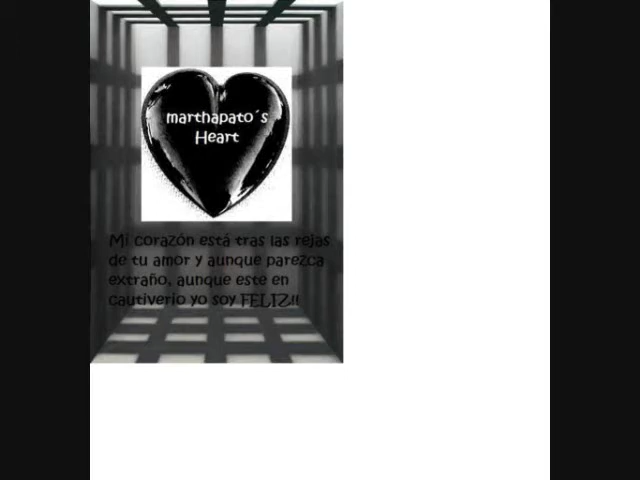 marthapato´s
Heart
Mi corazón está tras las rejas
de tu amor y aunque parezca
extraño, aunque este en
cautiverio yo soy FELIZ!!